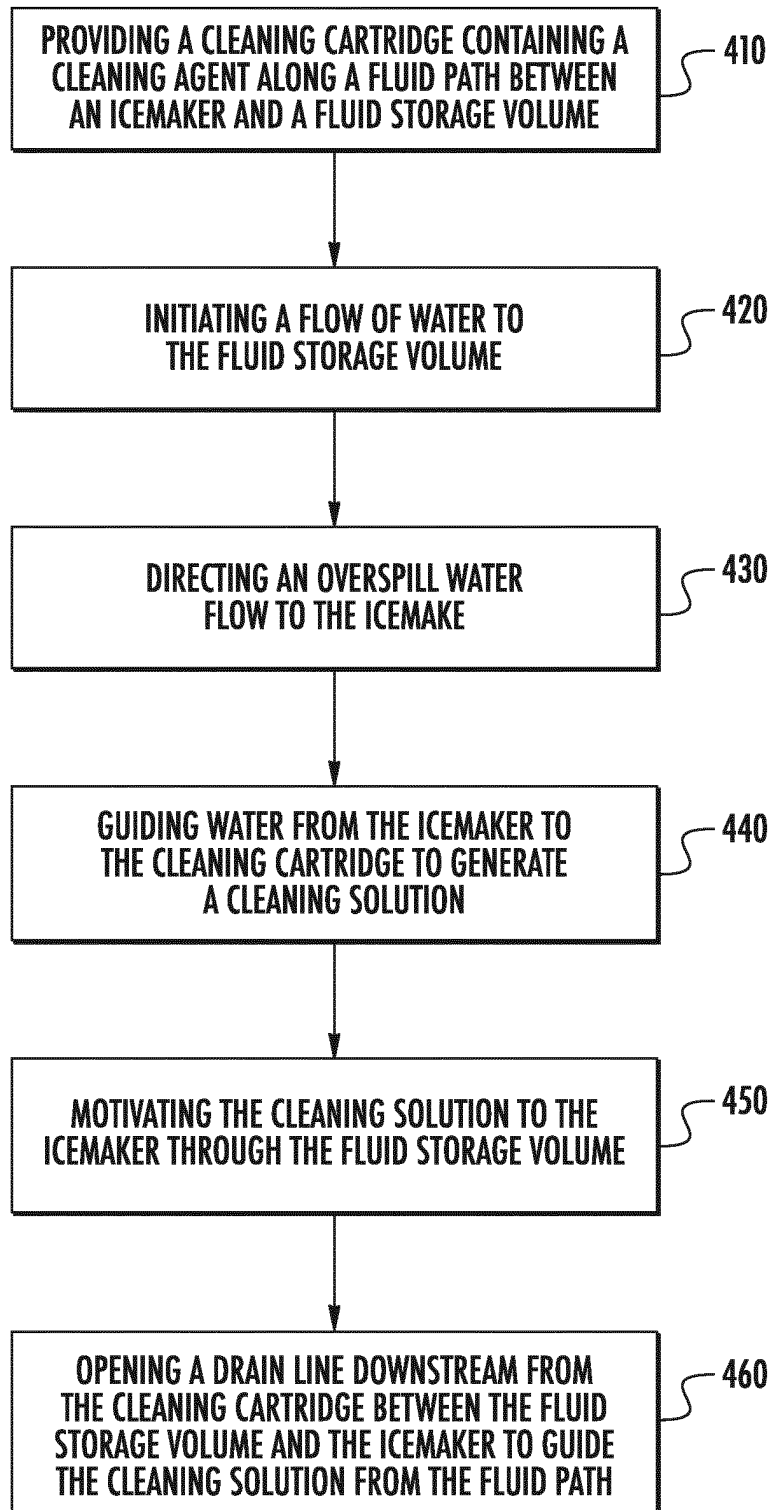 PROVIDING A CLEANING CARTRIDGE CONTAINING A
CLEANING AGENT ALONG A FLUID PATH BETWEEN
AN ICEMAKER AND A FLUID STORAGE VOLUME
410
INITIATING A FLOW OF WATER TO
THE FLUID STORAGE VOLUME
420
DIRECTING AN OVERSPILL WATER
FLOW TO THE ICEMAKE
430
GUIDING WATER FROM THE ICEMAKER TO
THE CLEANING CARTRIDGE TO GENERATE
A CLEANING SOLUTION
440
MOTIVATING THE CLEANING SOLUTION TO THE
ICEMAKER THROUGH THE FLUID STORAGE VOLUME
450
OPENING A DRAIN LINE DOWNSTREAM FROM
THE CLEANING CARTRIDGE BETWEEN THE FLUID
STORAGE VOLUME AND THE ICEMAKER TO GUIDE
THE CLEANING SOLUTION FROM THE FLUID PATH
460